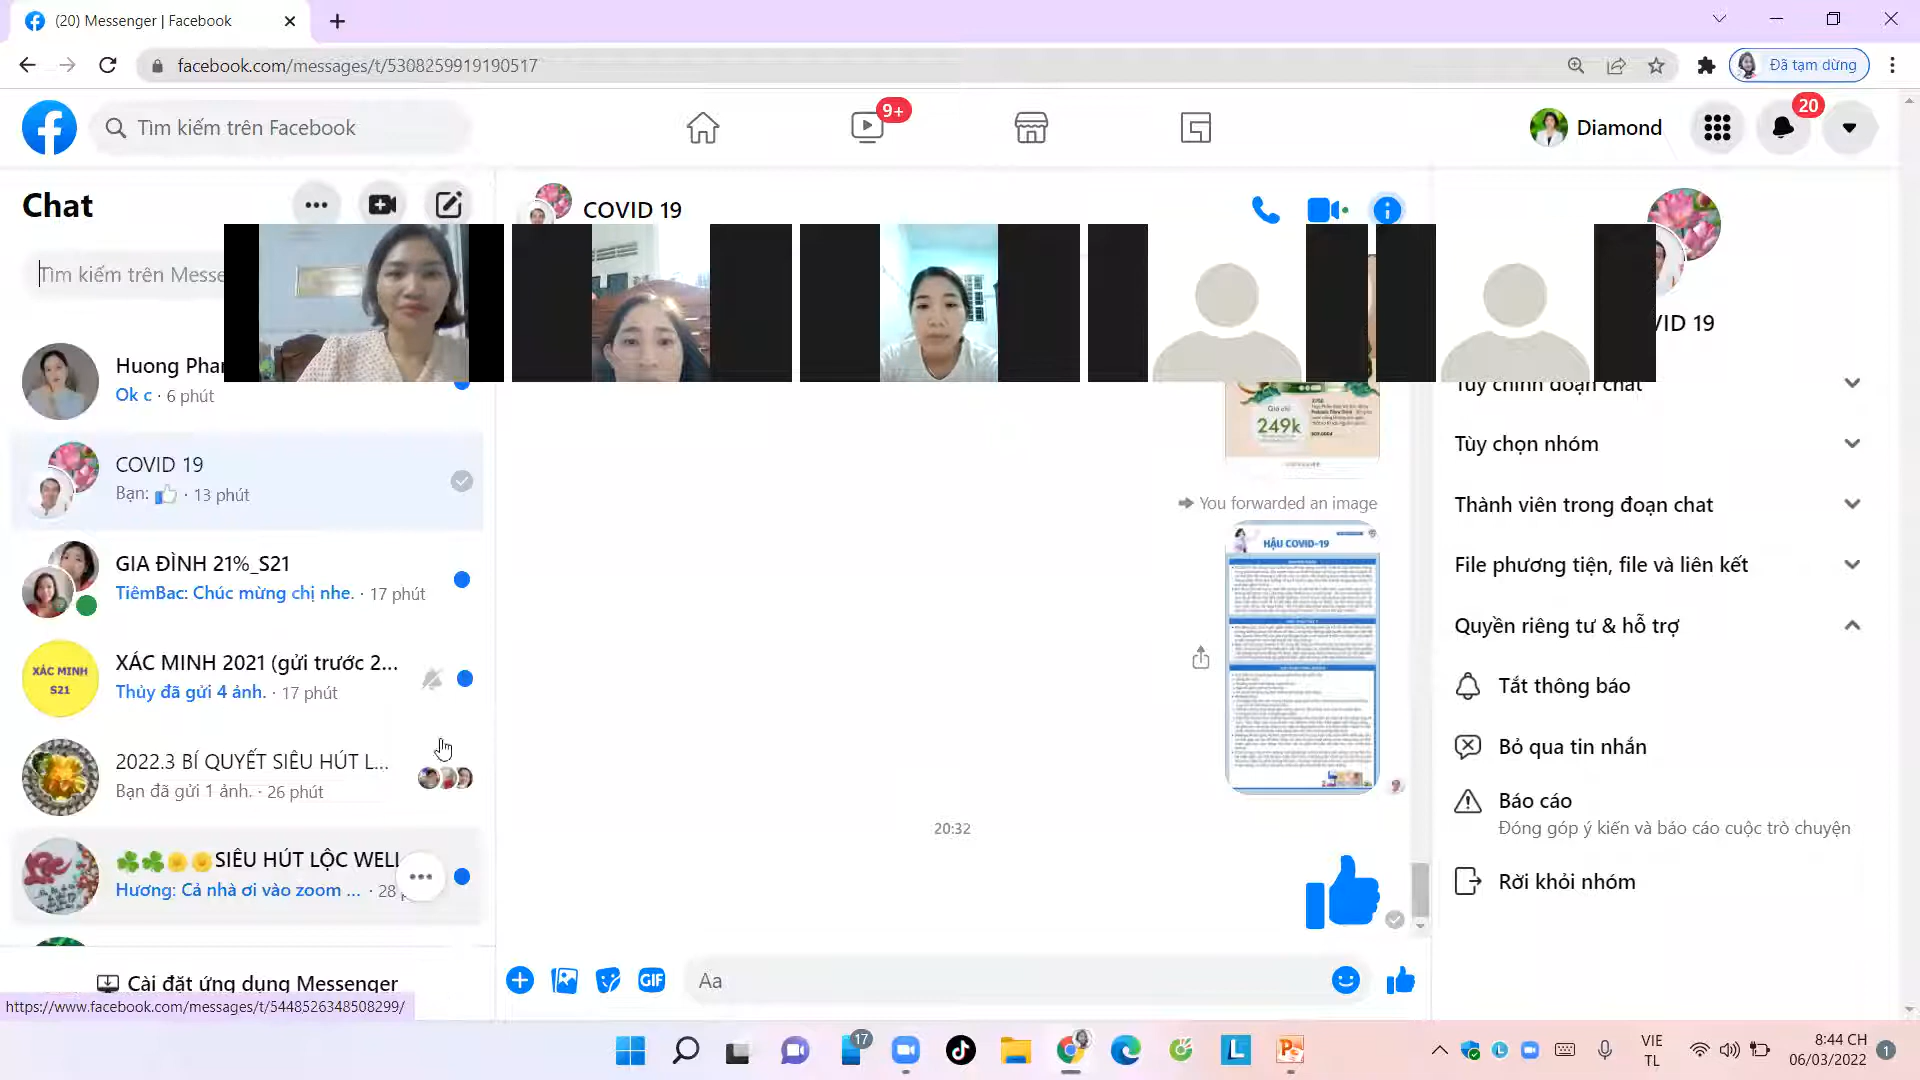 (20) Messenger | Facebook
facebook.com/messages/t/5308259919190517
Đã tạm dừng
Tìm kiếm trên Facebook
9+
Diamond
20
Chat
COVID 19
Tìm kiếm trên Messe
VID 19
Huong Phan
Ok c · 6 phút
COVID 19
Bạn: 👍 · 13 phút
GIA ĐÌNH 21%_S21
TiêmBac: Chúc mừng chị nhe. · 17 phút
XÁC MINH
S21
XÁC MINH 2021 (gửi trước 2...
Thủy đã gửi 4 ảnh. · 17 phút
2022.3 BÍ QUYẾT SIÊU HÚT L...
Bạn đã gửi 1 ảnh. · 26 phút
☘️☘️🌼🌼SIÊU HÚT LỘC WELL
Hương: Cả nhà ơi vào zoom ... · 28
Cài đặt ứng dụng Messenger
https://www.facebook.com/messages/t/5448526348508299/
Giá chỉ
249k
You forwarded an image
HẬU COVID-19
20:32
GIF
Aa
Tùy chỉnh đoạn chat
Tùy chọn nhóm
Thành viên trong đoạn chat
File phương tiện, file và liên kết
Quyền riêng tư & hỗ trợ
Tắt thông báo
Bỏ qua tin nhắn
Báo cáo
Đóng góp ý kiến và báo cáo cuộc trò chuyện
Rời khỏi nhóm
17
L
VIE
TL
8:44 CH
06/03/2022
1